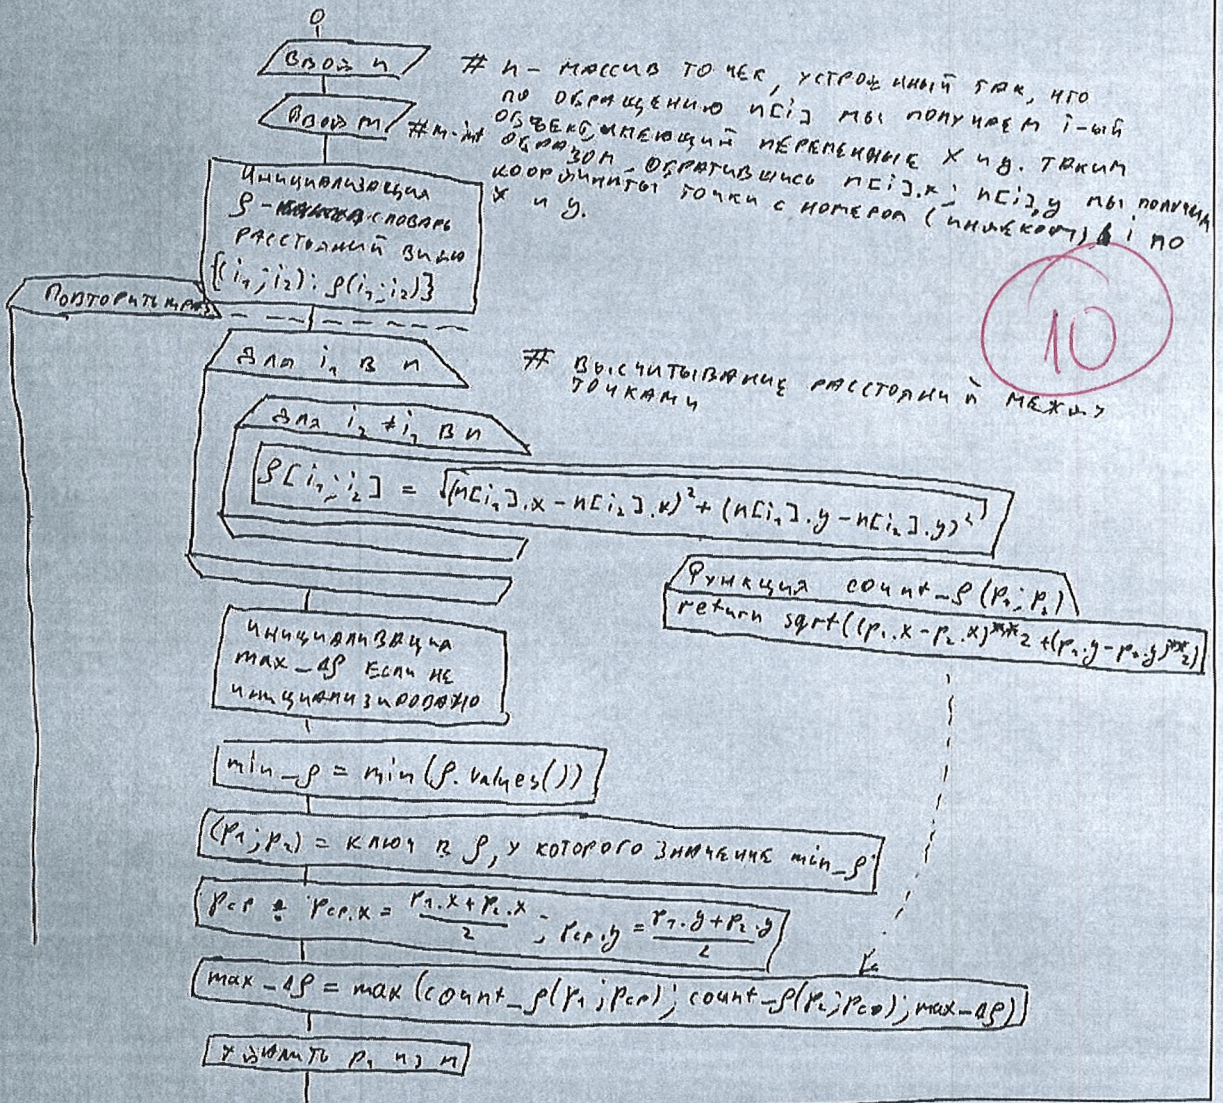 Ввод n
# n - массив точек, устроенный так, что
по обращению n[i] мы получаем i-ый
Ввод m
#m-int
объект, имеющий переменные x и y. таким
образом, обратившись n[i].x; n[i].y мы получим
координаты точки с номером (индексом) i по
x и y.
Инициализация
ρ - словарь
расстояний вида
{(i₁; i₂): ρ(i₁; i₂)}
10
Повторить m раз
Для i₁ в n
# высчитывание расстояний между
точками
для i₂ ≠ i₁ в n
ρ[i₁; i₂] = √(n[i₁].x - n[i₂].x)² + (n[i₁].y - n[i₂].y)²
Функция count_ρ(p₁; p₂)
return sqrt((p₁.x-p₂.x)**2+(p₁.y-p₂.y)**2)
инициализация
max_Δρ если не
инициализировано
min_ρ = min(ρ.values())
(p₁; p₂) = ключ в ρ, у которого значение min_ρ
pср : pср.x = (p₁.x + p₂.x)/2 ; pср.y = (p₁.y + p₂.y)/2
max_Δρ = max(count_ρ(p₁; pср); count_ρ(p₂; pср); max_Δρ)
удалить p₁ из n